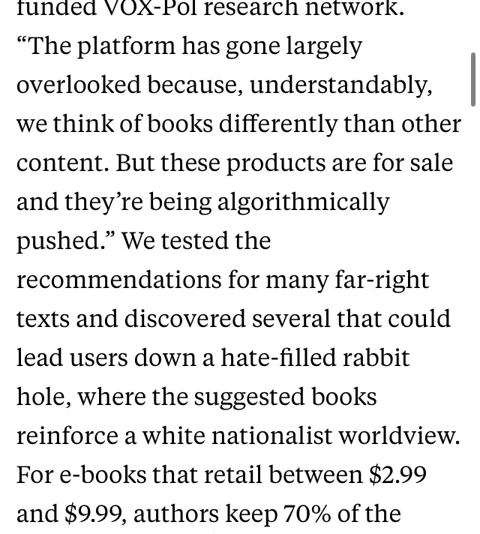 funded VOX-Pol research network.
“The platform has gone largely
overlooked because, understandably,
we think of books differently than other
content. But these products are for sale
and they’re being algorithmically
pushed.” We tested the
recommendations for many far-right
texts and discovered several that could
lead users down a hate-filled rabbit
hole, where the suggested books
reinforce a white nationalist worldview.
For e-books that retail between $2.99
and $9.99, authors keep 70% of the